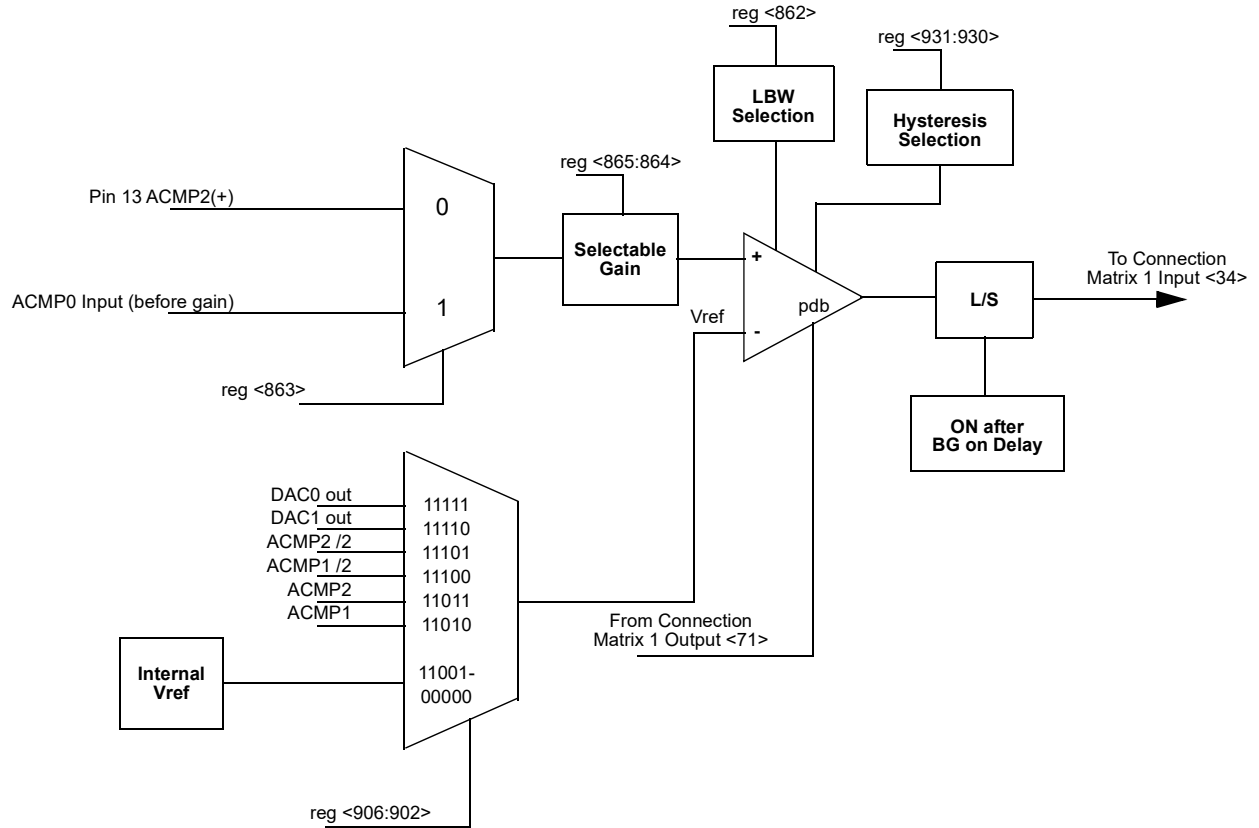 reg <862>
reg <931:930>
LBW
Selection
Hysteresis
Selection
reg <865:864>
Pin 13 ACMP2(+)
0
Selectable
Gain
+
To Connection
Matrix 1 Input <34>
ACMP0 Input (before gain)
1
L/S
pdb
Vref
-
reg <863>
ON after
BG on Delay
DAC0 out
11111
DAC1 out
11110
ACMP2 /2
11101
ACMP1 /2
11100
ACMP2
11011
ACMP1
11010
From Connection
Matrix 1 Output <71>
Internal
Vref
11001-
00000
reg <906:902>